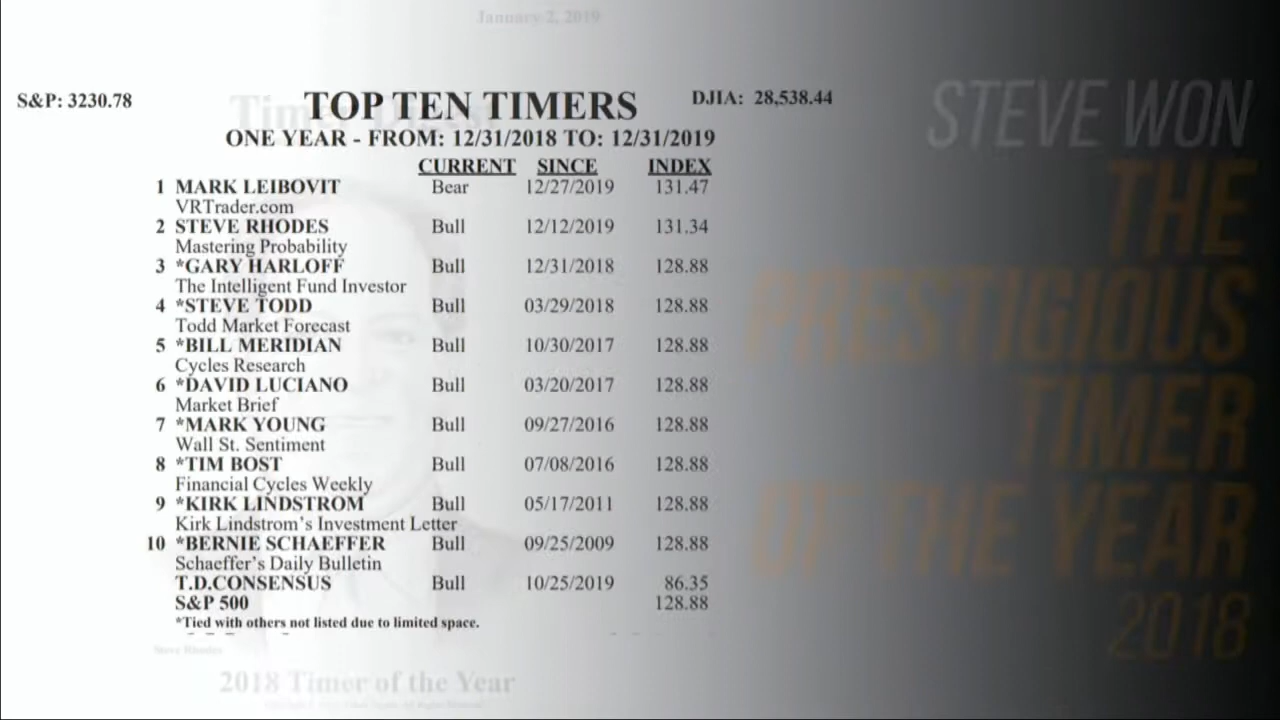 January 2, 2019
S&P: 3230.78
TOP TEN TIMERS
DJIA: 28,538.44
ONE YEAR - FROM: 12/31/2018 TO: 12/31/2019
CURRENT SINCE INDEX
1 MARK LEIBOVIT Bear 12/27/2019 131.47
VRTrader.com
2 STEVE RHODES Bull 12/12/2019 131.34
Mastering Probability
3 *GARY HARLOFF Bull 12/31/2018 128.88
The Intelligent Fund Investor
4 *STEVE TODD Bull 03/29/2018 128.88
Todd Market Forecast
5 *BILL MERIDIAN Bull 10/30/2017 128.88
Cycles Research
6 *DAVID LUCIANO Bull 03/20/2017 128.88
Market Brief
7 *MARK YOUNG Bull 09/27/2016 128.88
Wall St. Sentiment
8 *TIM BOST Bull 07/08/2016 128.88
Financial Cycles Weekly
9 *KIRK LINDSTROM Bull 05/17/2011 128.88
Kirk Lindstrom's Investment Letter
10 *BERNIE SCHAEFFER Bull 09/25/2009 128.88
Schaeffer's Daily Bulletin
T.D.CONSENSUS Bull 10/25/2019 86.35
S&P 500 128.88
*Tied with others not listed due to limited space.
Steve Rhodes
2018 Timer of the Year
STEVE WON
THE
PRESTIGIOUS
TIMER
OF THE YEAR
2018